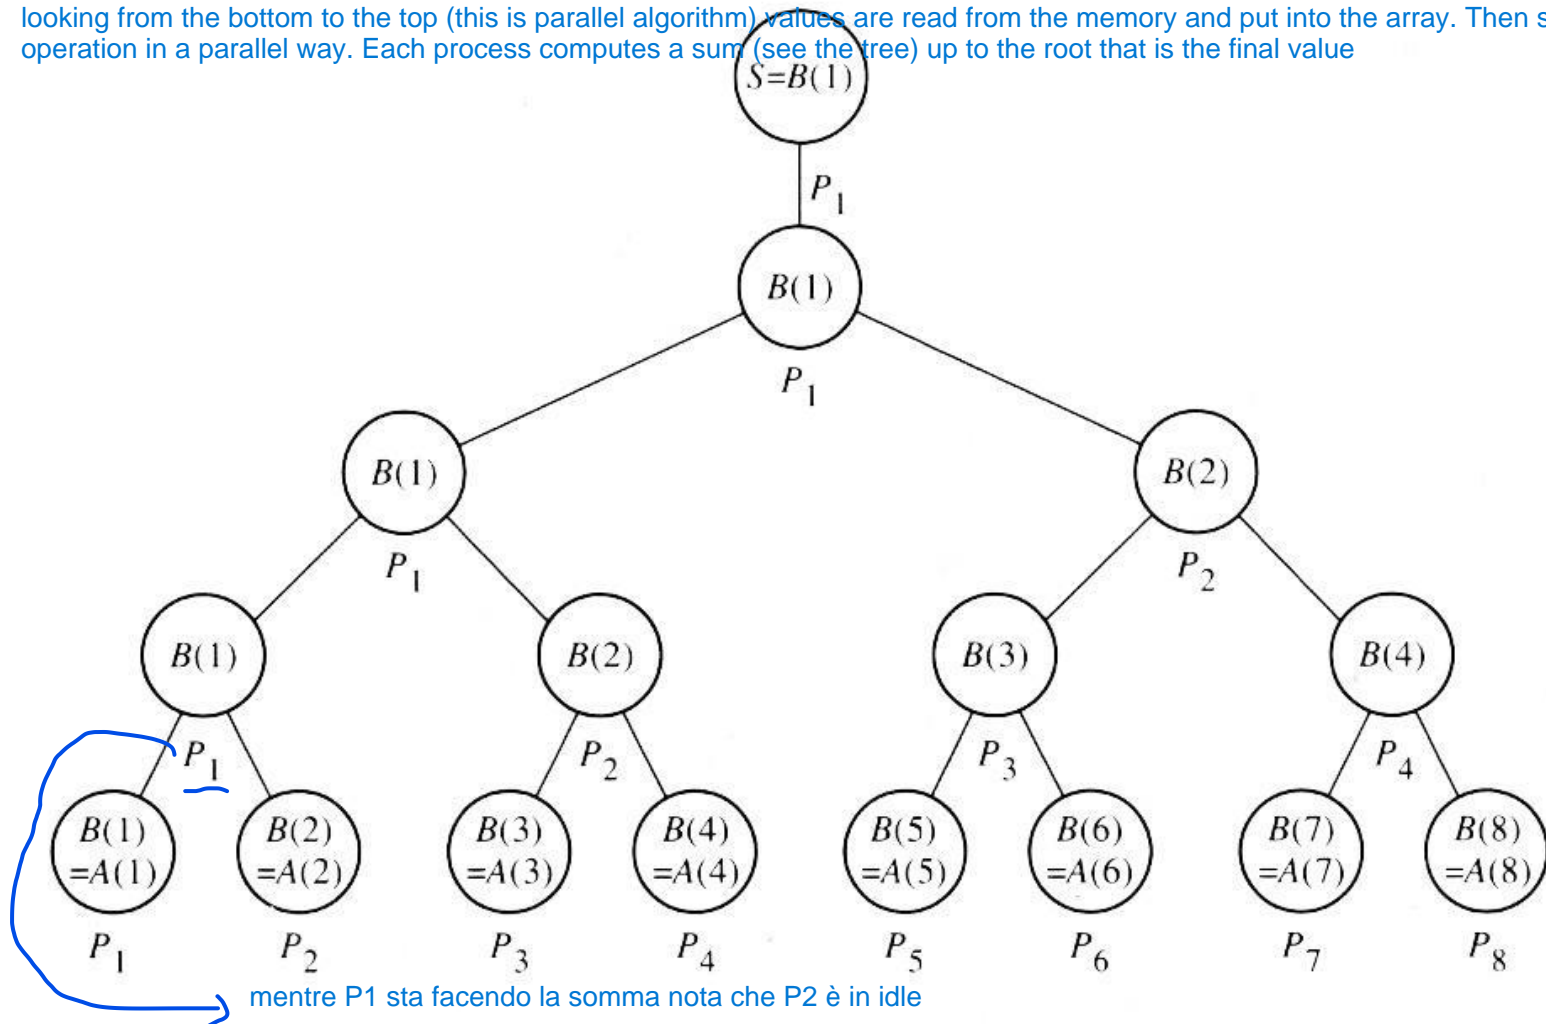 looking from the bottom to the top (this is parallel algorithm) values are read from the memory and put into the array. Then
operation in a parallel way. Each process computes a sum (see the tree) up to the root that is the final value
S=B(1)
P1
B(1)
P1
B(1) B(2)
P1 P2
B(1) B(2) B(3) B(4)
P1 P2 P3 P4
B(1) B(2) B(3) B(4) B(5) B(6) B(7) B(8)
=A(1) =A(2) =A(3) =A(4) =A(5) =A(6) =A(7) =A(8)
P1 P2 P3 P4 P5 P6 P7 P8
mentre P1 sta facendo la somma nota che P2 è in idle